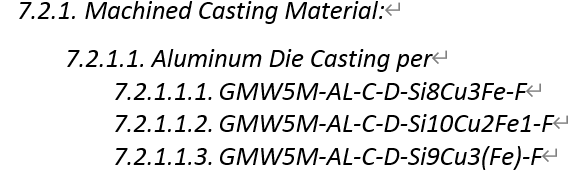 7.2.1. Machined Casting Material:
7.2.1.1. Aluminum Die Casting per
7.2.1.1.1. GMW5M-AL-C-D-Si8Cu3Fe-F
7.2.1.1.2. GMW5M-AL-C-D-Si10Cu2Fe1-F
7.2.1.1.3. GMW5M-AL-C-D-Si9Cu3(Fe)-F